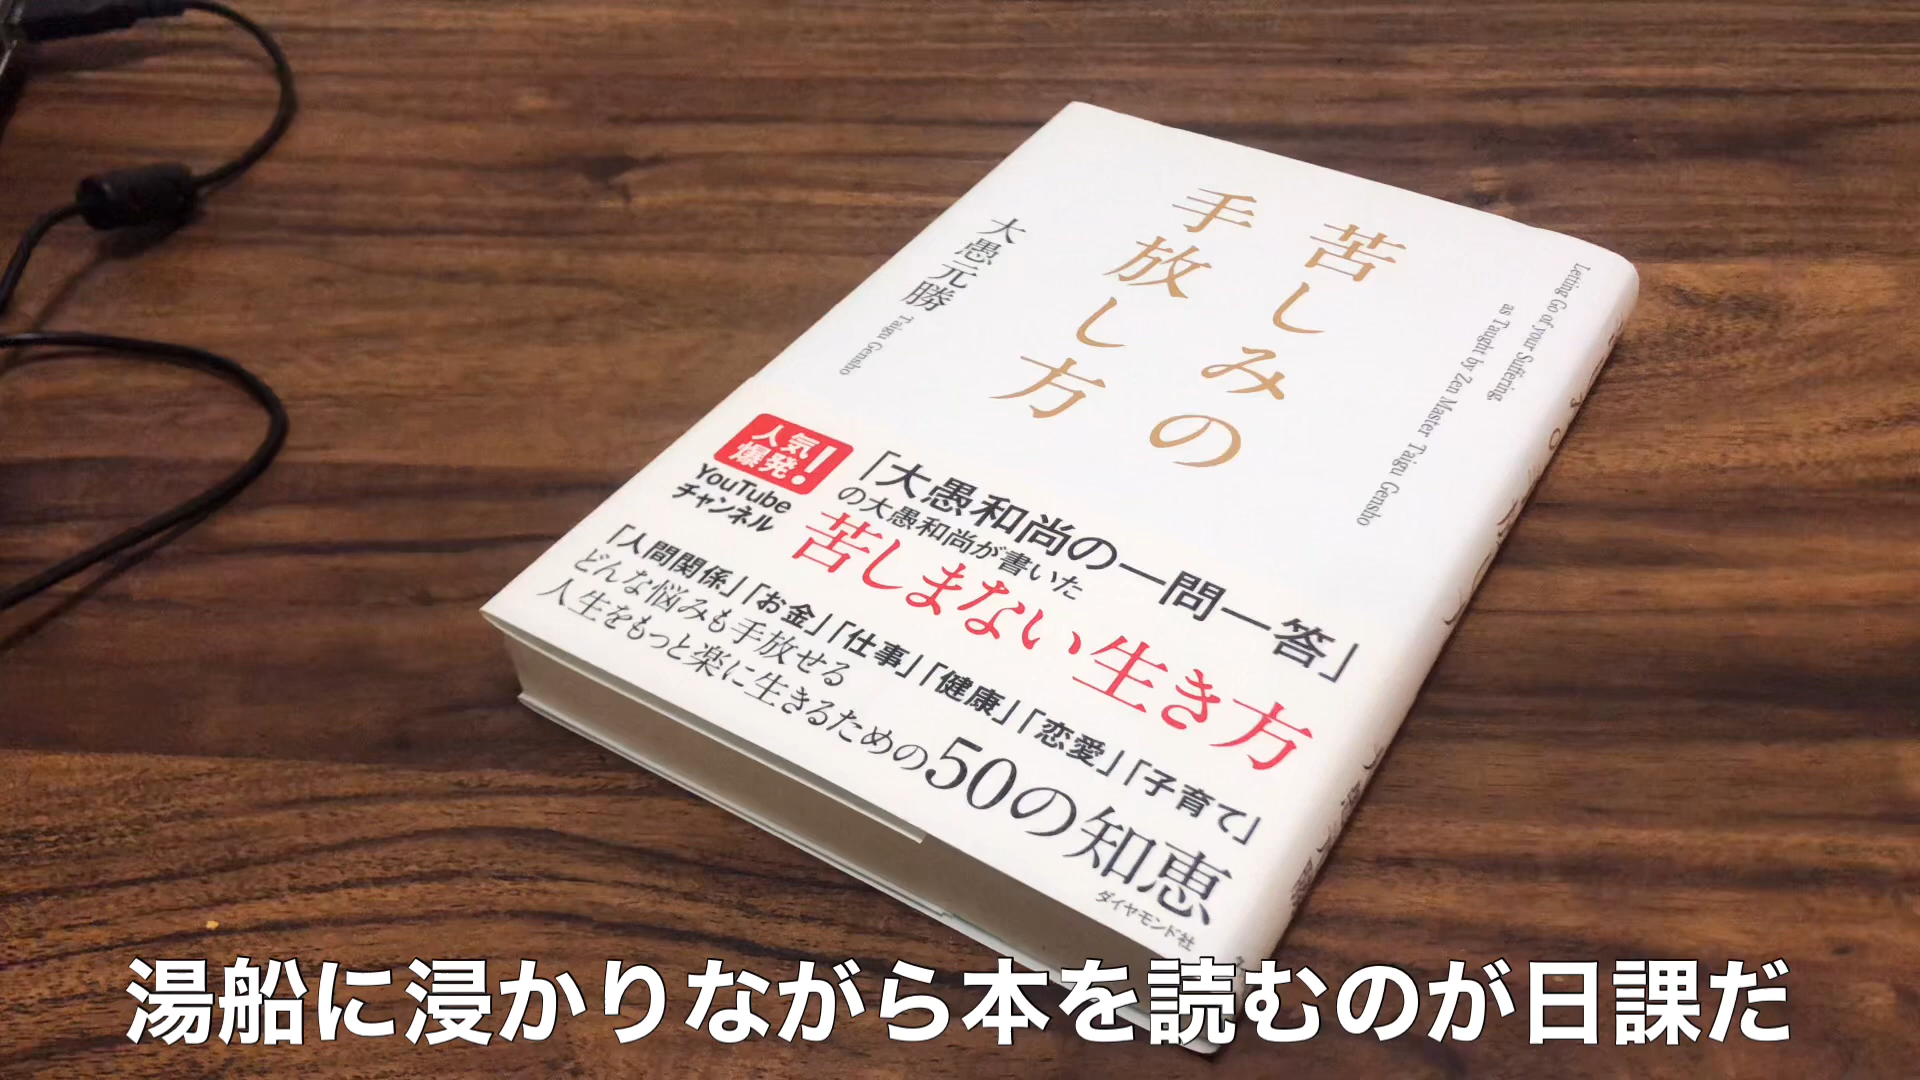 苦しみの
手放し方
大愚元勝
Taigu Gensho
Letting Go of your Suffering,
as Taught by Zen Master Taigu Gensho
人気
爆発!
YouTube
チャンネル
「大愚和尚の一問一答」
の大愚和尚が書いた
苦しまない生き方
「人間関係」「お金」「仕事」「健康」「恋愛」「子育て」
どんな悩みも手放せる
人生をもっと楽に生きるための50の知恵
ダイヤモンド社
湯船に浸かりながら本を読むのが日課だ